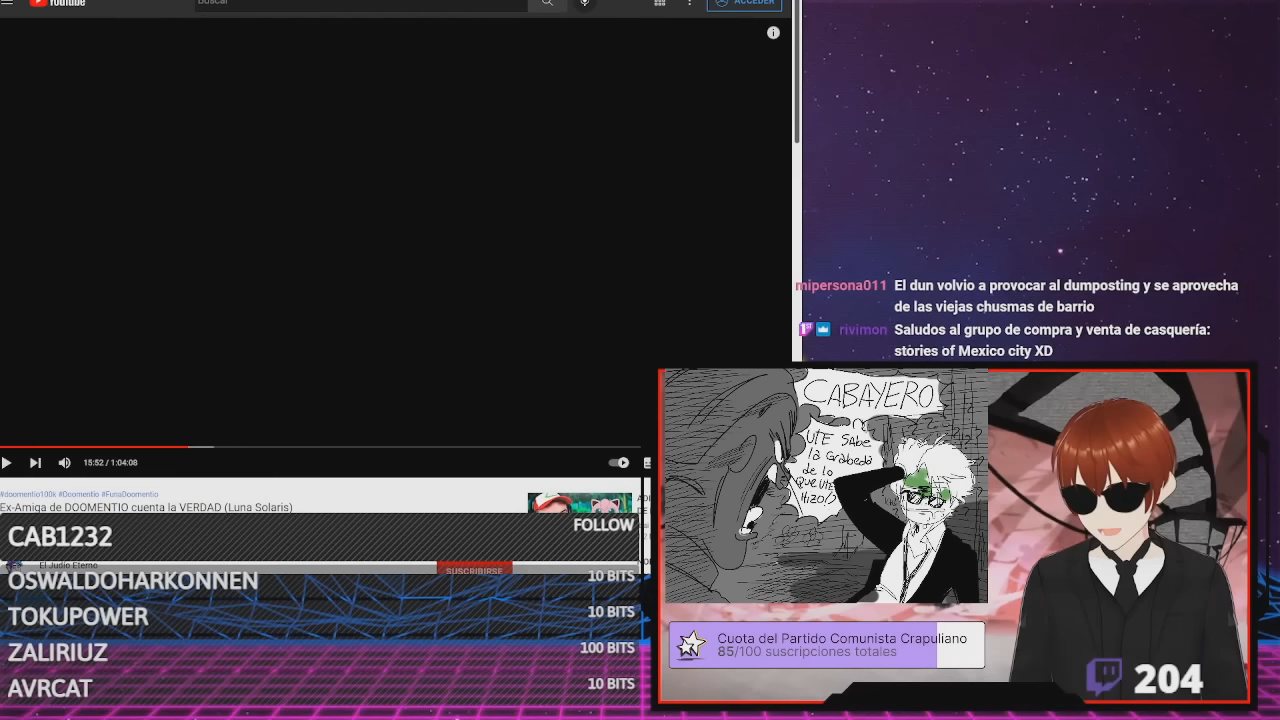 YouTube
Buscar
ACCEDER
mipersona011 El dun volvio a provocar al dumposting y se aprovecha
de las viejas chusmas de barrio
1ST rivimon Saludos al grupo de compra y venta de casquería:
stories of Mexico city XD
15:52 / 1:04:08
#doomentio100k #Doomentio #FunaDoomentio
Ex-Amiga de DOOMENTIO cuenta la VERDAD (Luna Solaris)
CAB1232 FOLLOW
El Judío Eterno
SUSCRIBIRSE
OSWALDOHARKONNEN 10 BITS
TOKUPOWER 10 BITS
ZALIRIUZ 100 BITS
AVRCAT 10 BITS
CABAYERO
UTE SABE
la Grabedad
de lo
que uste
hizo?
Cuota del Partido Comunista Crapuliano
85/100 suscripciones totales
204